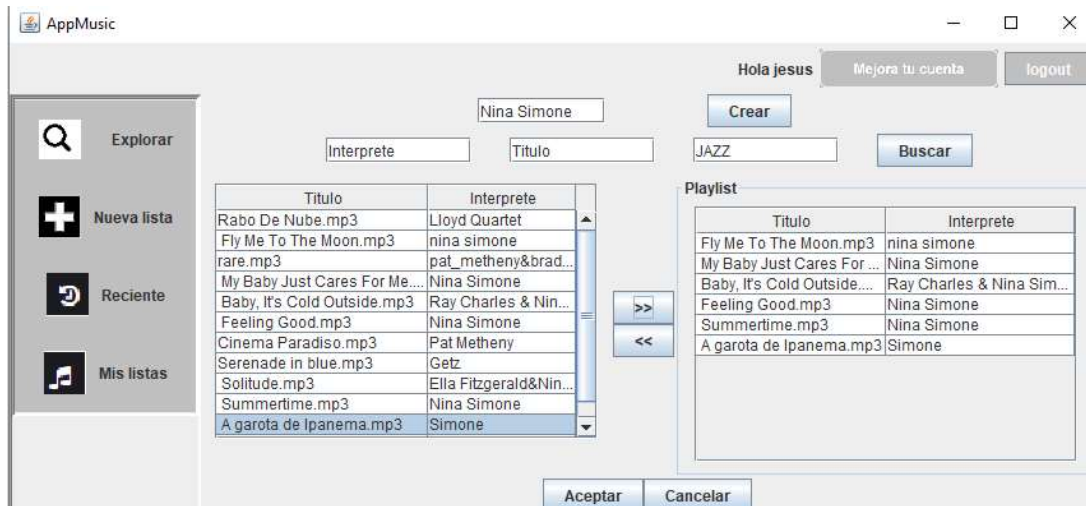 AppMusic
Hola jesus Mejora tu cuenta logout
Nina Simone Crear
Explorar
Interprete Titulo JAZZ Buscar
Nueva lista
Reciente
Mis listas
Titulo Interprete
Rabo De Nube.mp3 Lloyd Quartet
Fly Me To The Moon.mp3 nina simone
rare.mp3 pat_metheny&brad...
My Baby Just Cares For Me.... Nina Simone
Baby, It's Cold Outside.mp3 Ray Charles & Nin...
Feeling Good.mp3 Nina Simone
Cinema Paradiso.mp3 Pat Metheny
Serenade in blue.mp3 Getz
Solitude.mp3 Ella Fitzgerald&Nin...
Summertime.mp3 Nina Simone
A garota de Ipanema.mp3 Simone
>>
<<
Playlist
Titulo Interprete
Fly Me To The Moon.mp3 nina simone
My Baby Just Cares For ... Nina Simone
Baby, It's Cold Outside.... Ray Charles & Nina Sim...
Feeling Good.mp3 Nina Simone
Summertime.mp3 Nina Simone
A garota de Ipanema.mp3 Simone
Aceptar Cancelar